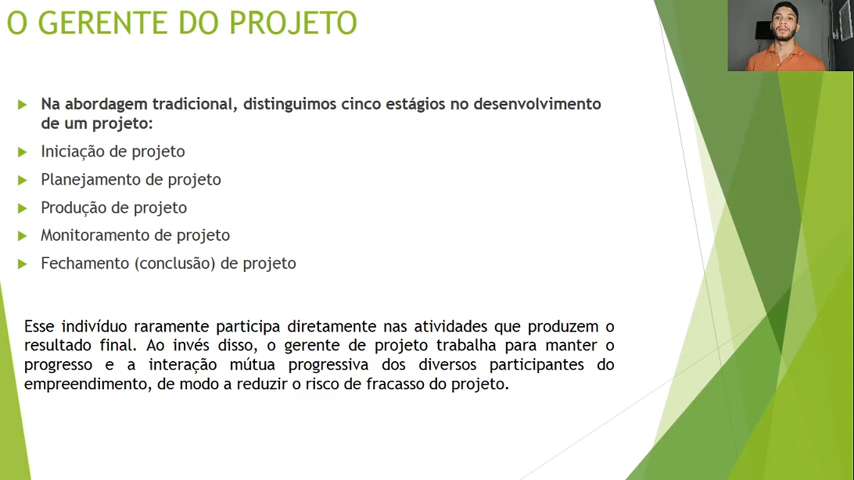 O GERENTE DO PROJETO
Na abordagem tradicional, distinguimos cinco estágios no desenvolvimento
de um projeto:
Iniciação de projeto
Planejamento de projeto
Produção de projeto
Monitoramento de projeto
Fechamento (conclusão) de projeto
Esse indivíduo raramente participa diretamente nas atividades que produzem o
resultado final. Ao invés disso, o gerente de projeto trabalha para manter o
progresso e a interação mútua progressiva dos diversos participantes do
empreendimento, de modo a reduzir o risco de fracasso do projeto.